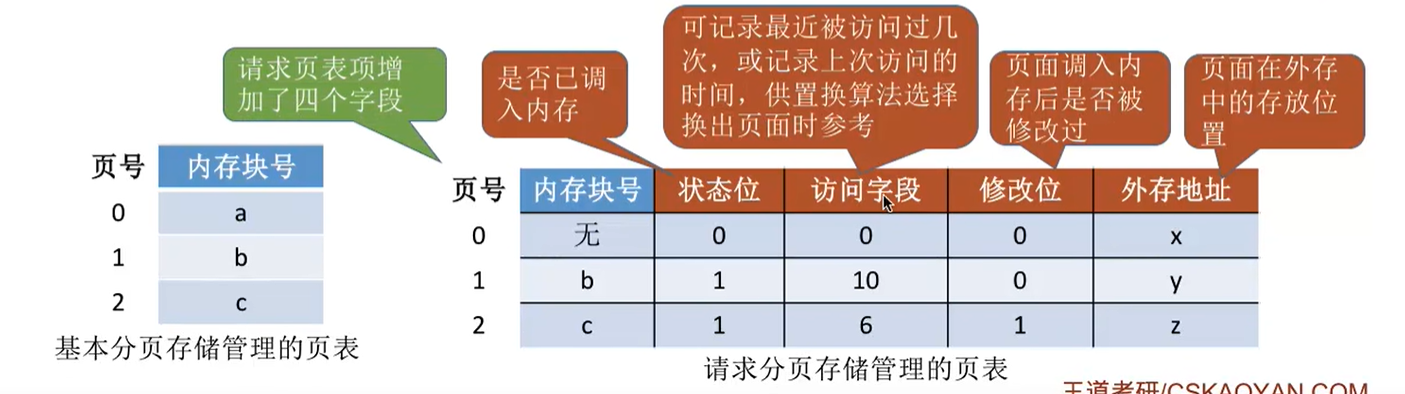 请求页表项增
加了四个字段
是否已调
入内存
可记录最近被访问过几
次，或记录上次访问的
时间，供置换算法选择
换出页面时参考
页面调入内
存后是否被
修改过
页面在外存
中的存放位
置
页号 内存块号
0 a
1 b
2 c
基本分页存储管理的页表
页号 内存块号 状态位 访问字段 修改位 外存地址
0 无 0 0 0 x
1 b 1 10 0 y
2 c 1 6 1 z
请求分页存储管理的页表
王道考研/CSKAOYAN.COM